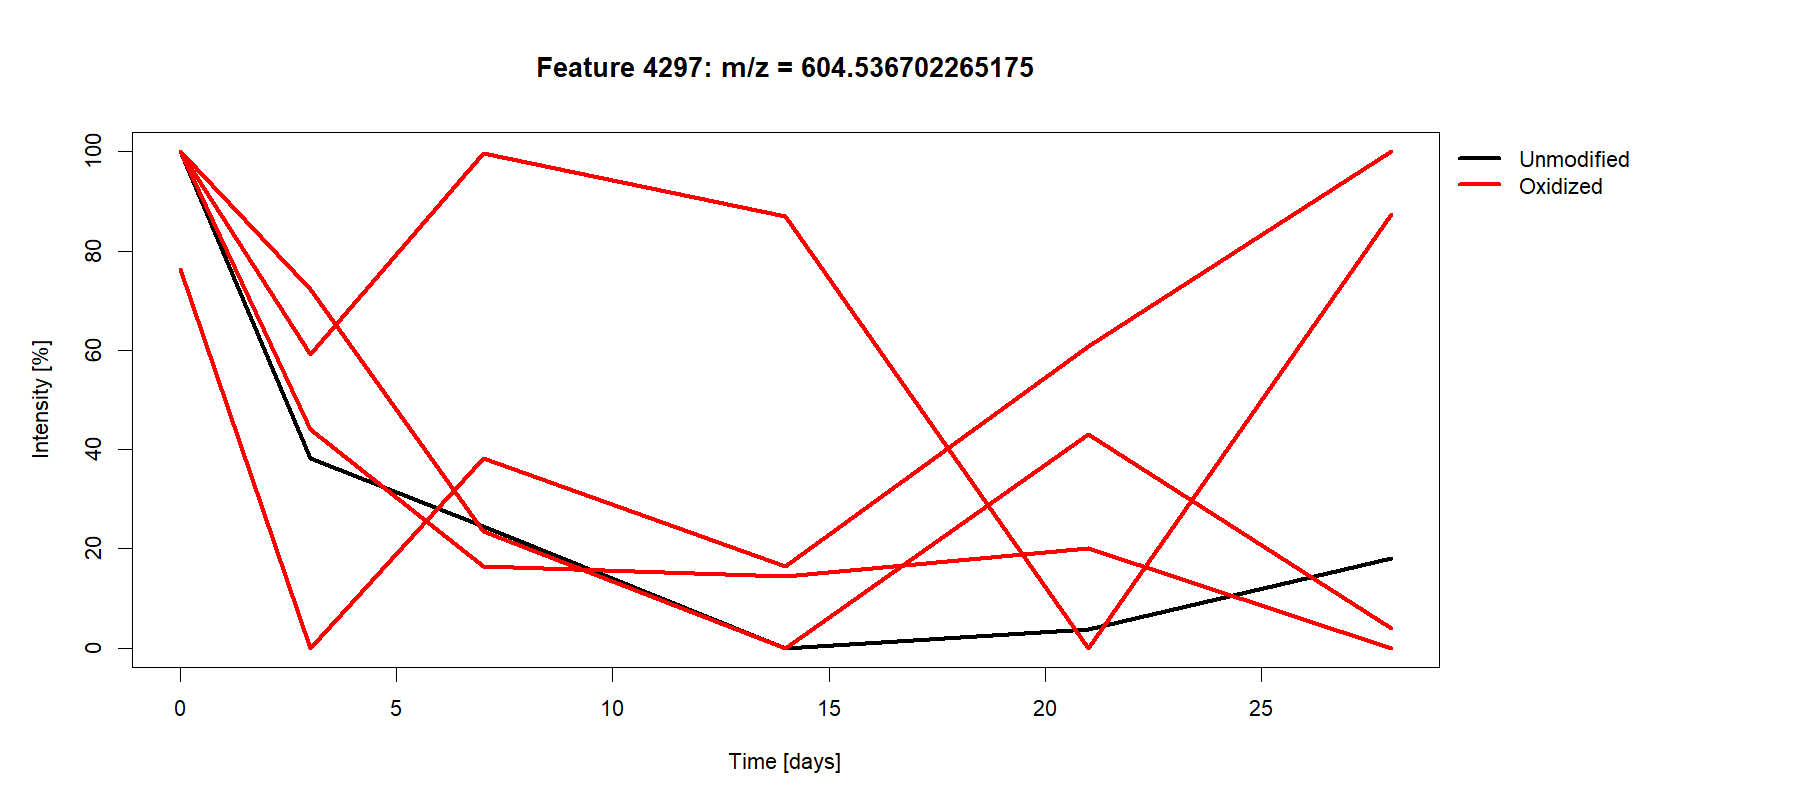 Feature 4297: m/z = 604.536702265175
100
80
60
40
20
0
Intensity [%]
0 5 10 15 20 25
Time [days]
Unmodified
Oxidized